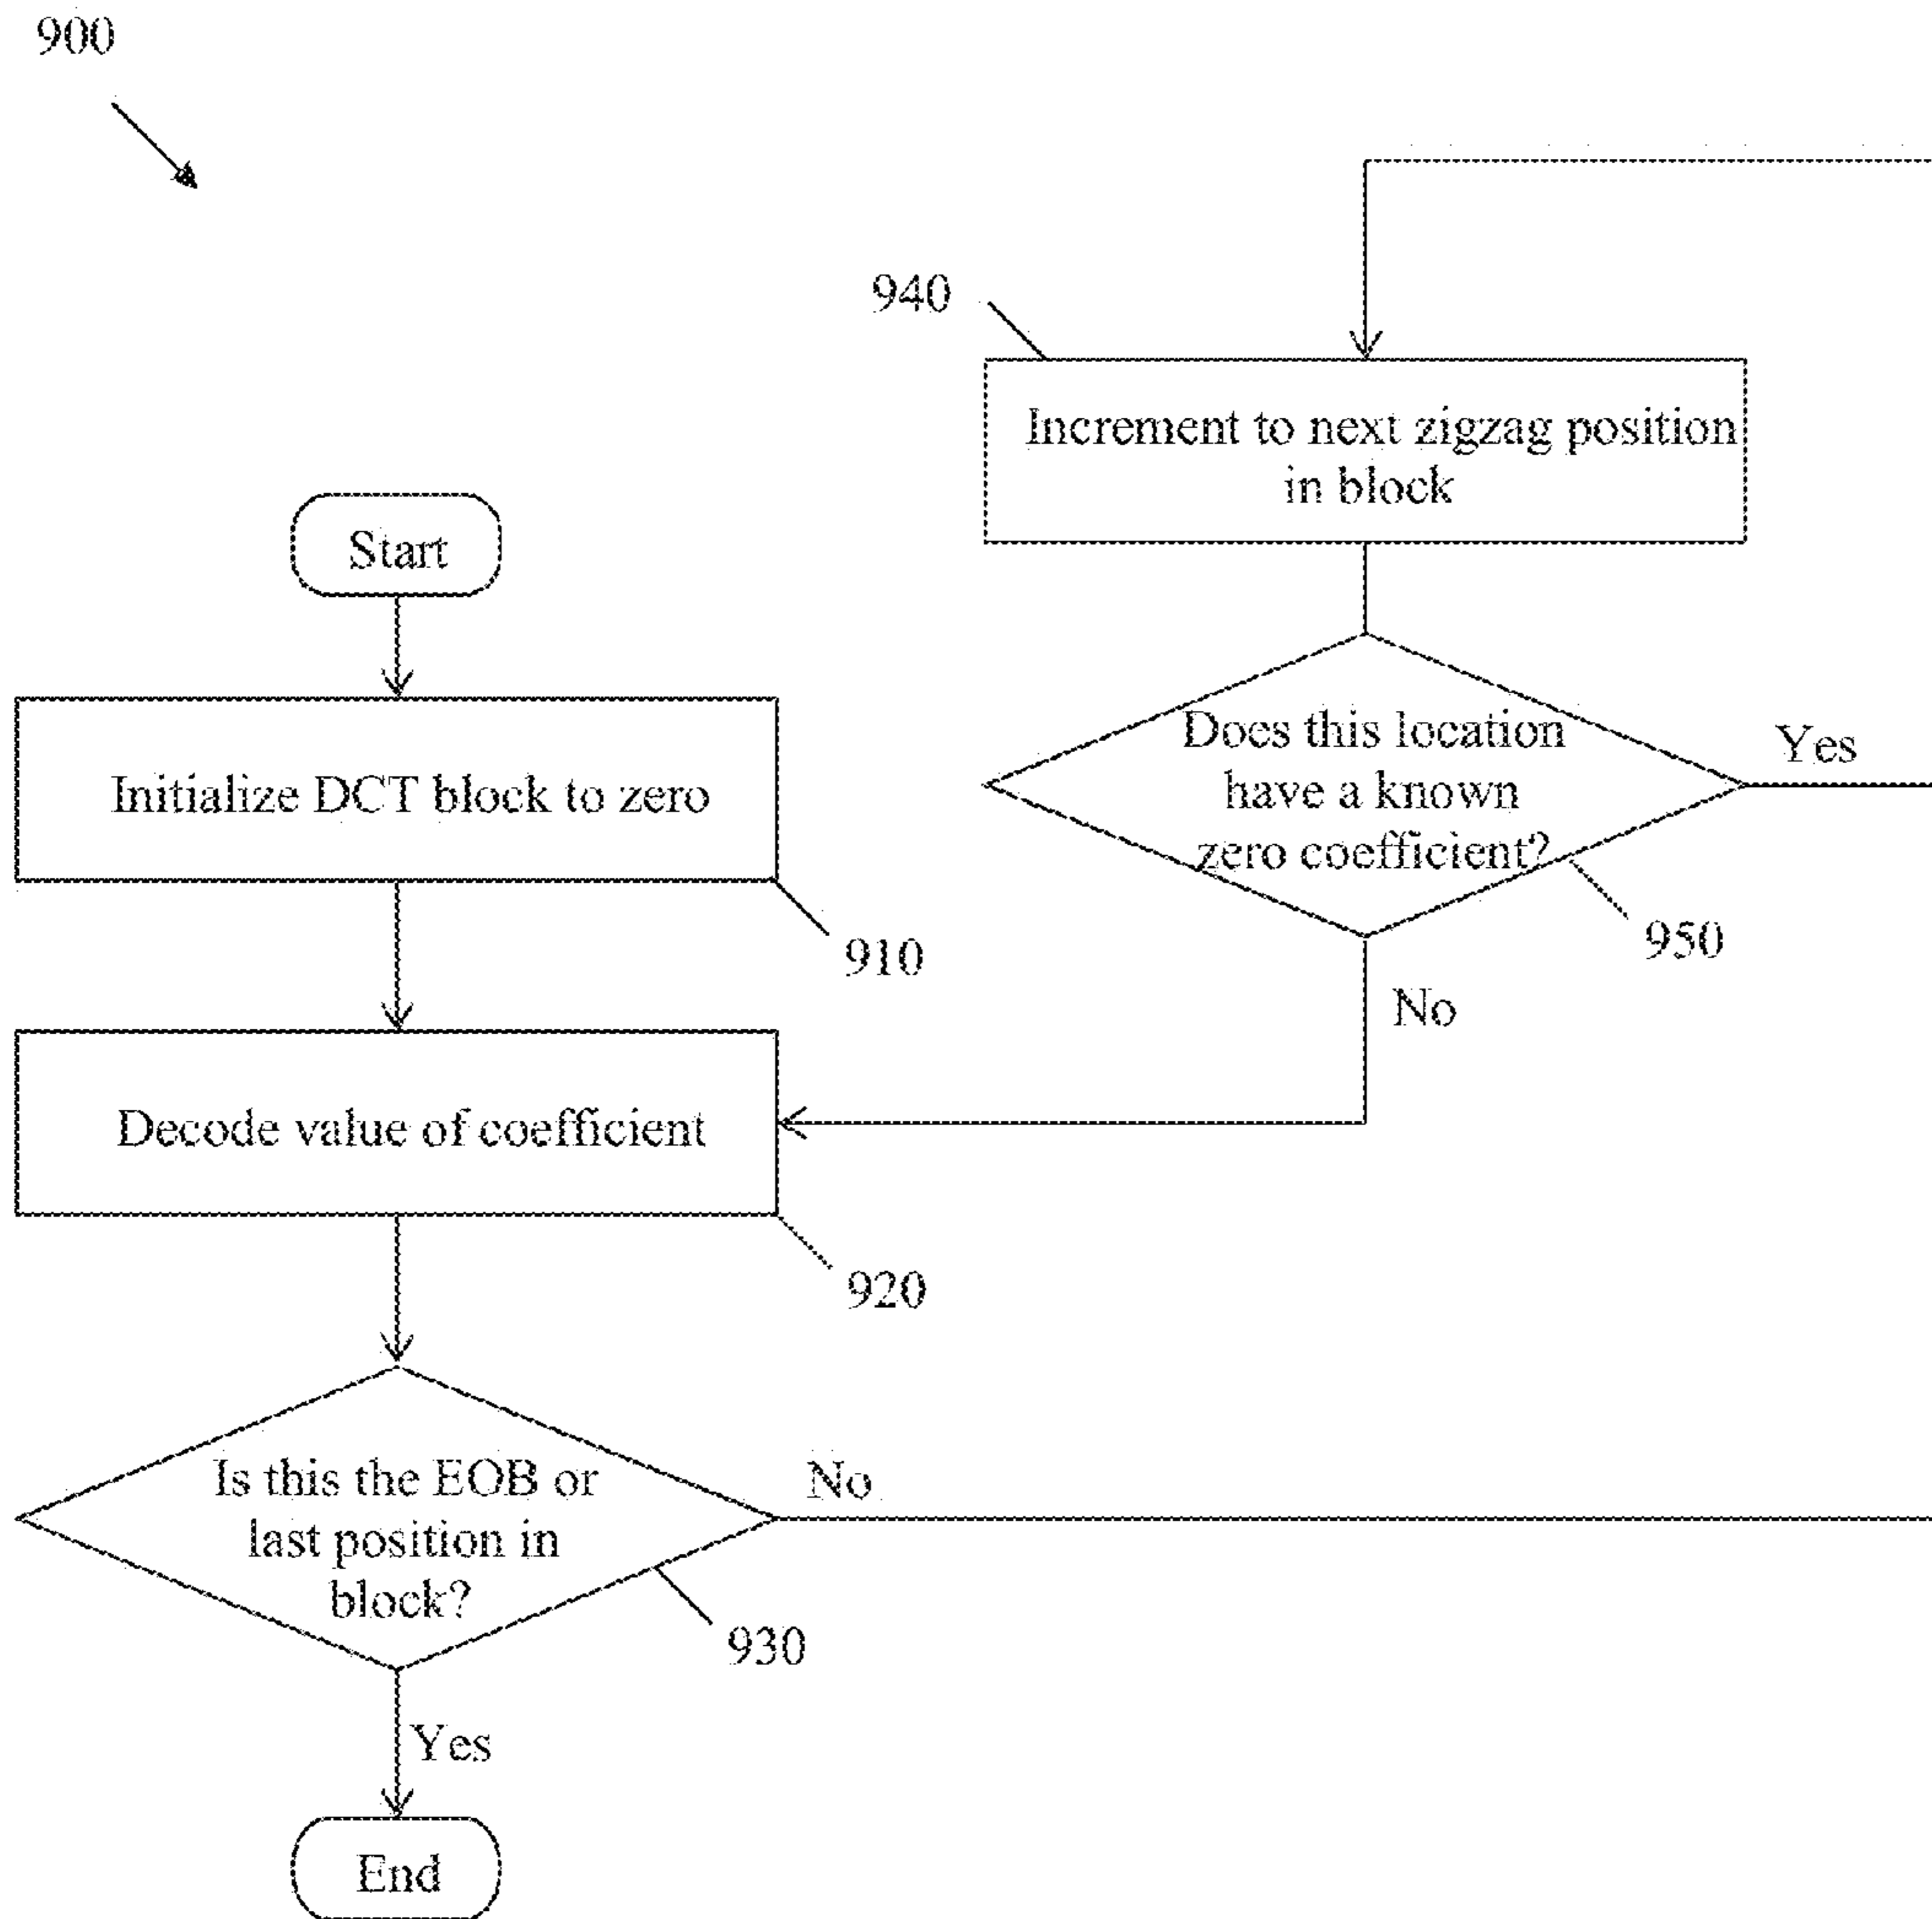 900
Start
Initialize DCT block to zero
910
Decode value of coefficient
920
Is this the EOB or
last position in
block?
No
930
Yes
End
940
Increment to next zigzag position
in block
Does this location
have a known
zero coefficient?
Yes
950
No